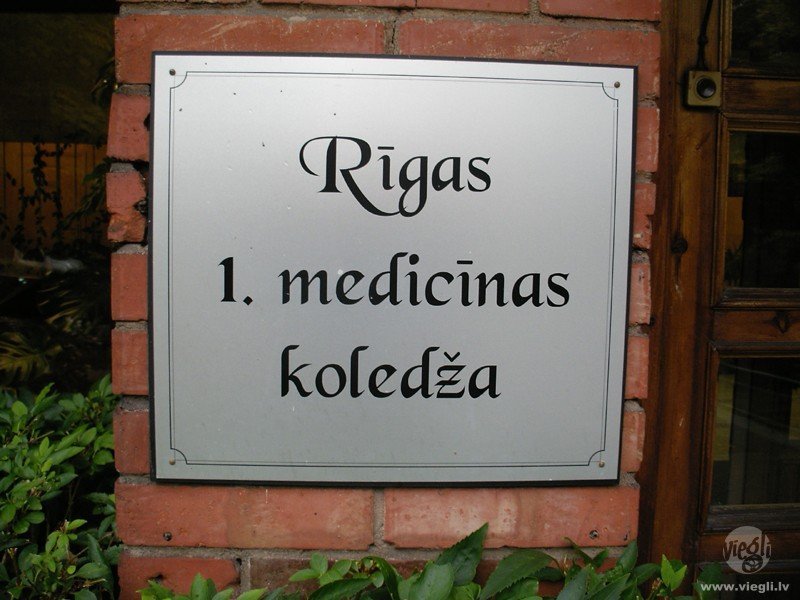 Rīgas
1. medicīnas
koledža
viegli
www.viegli.lv